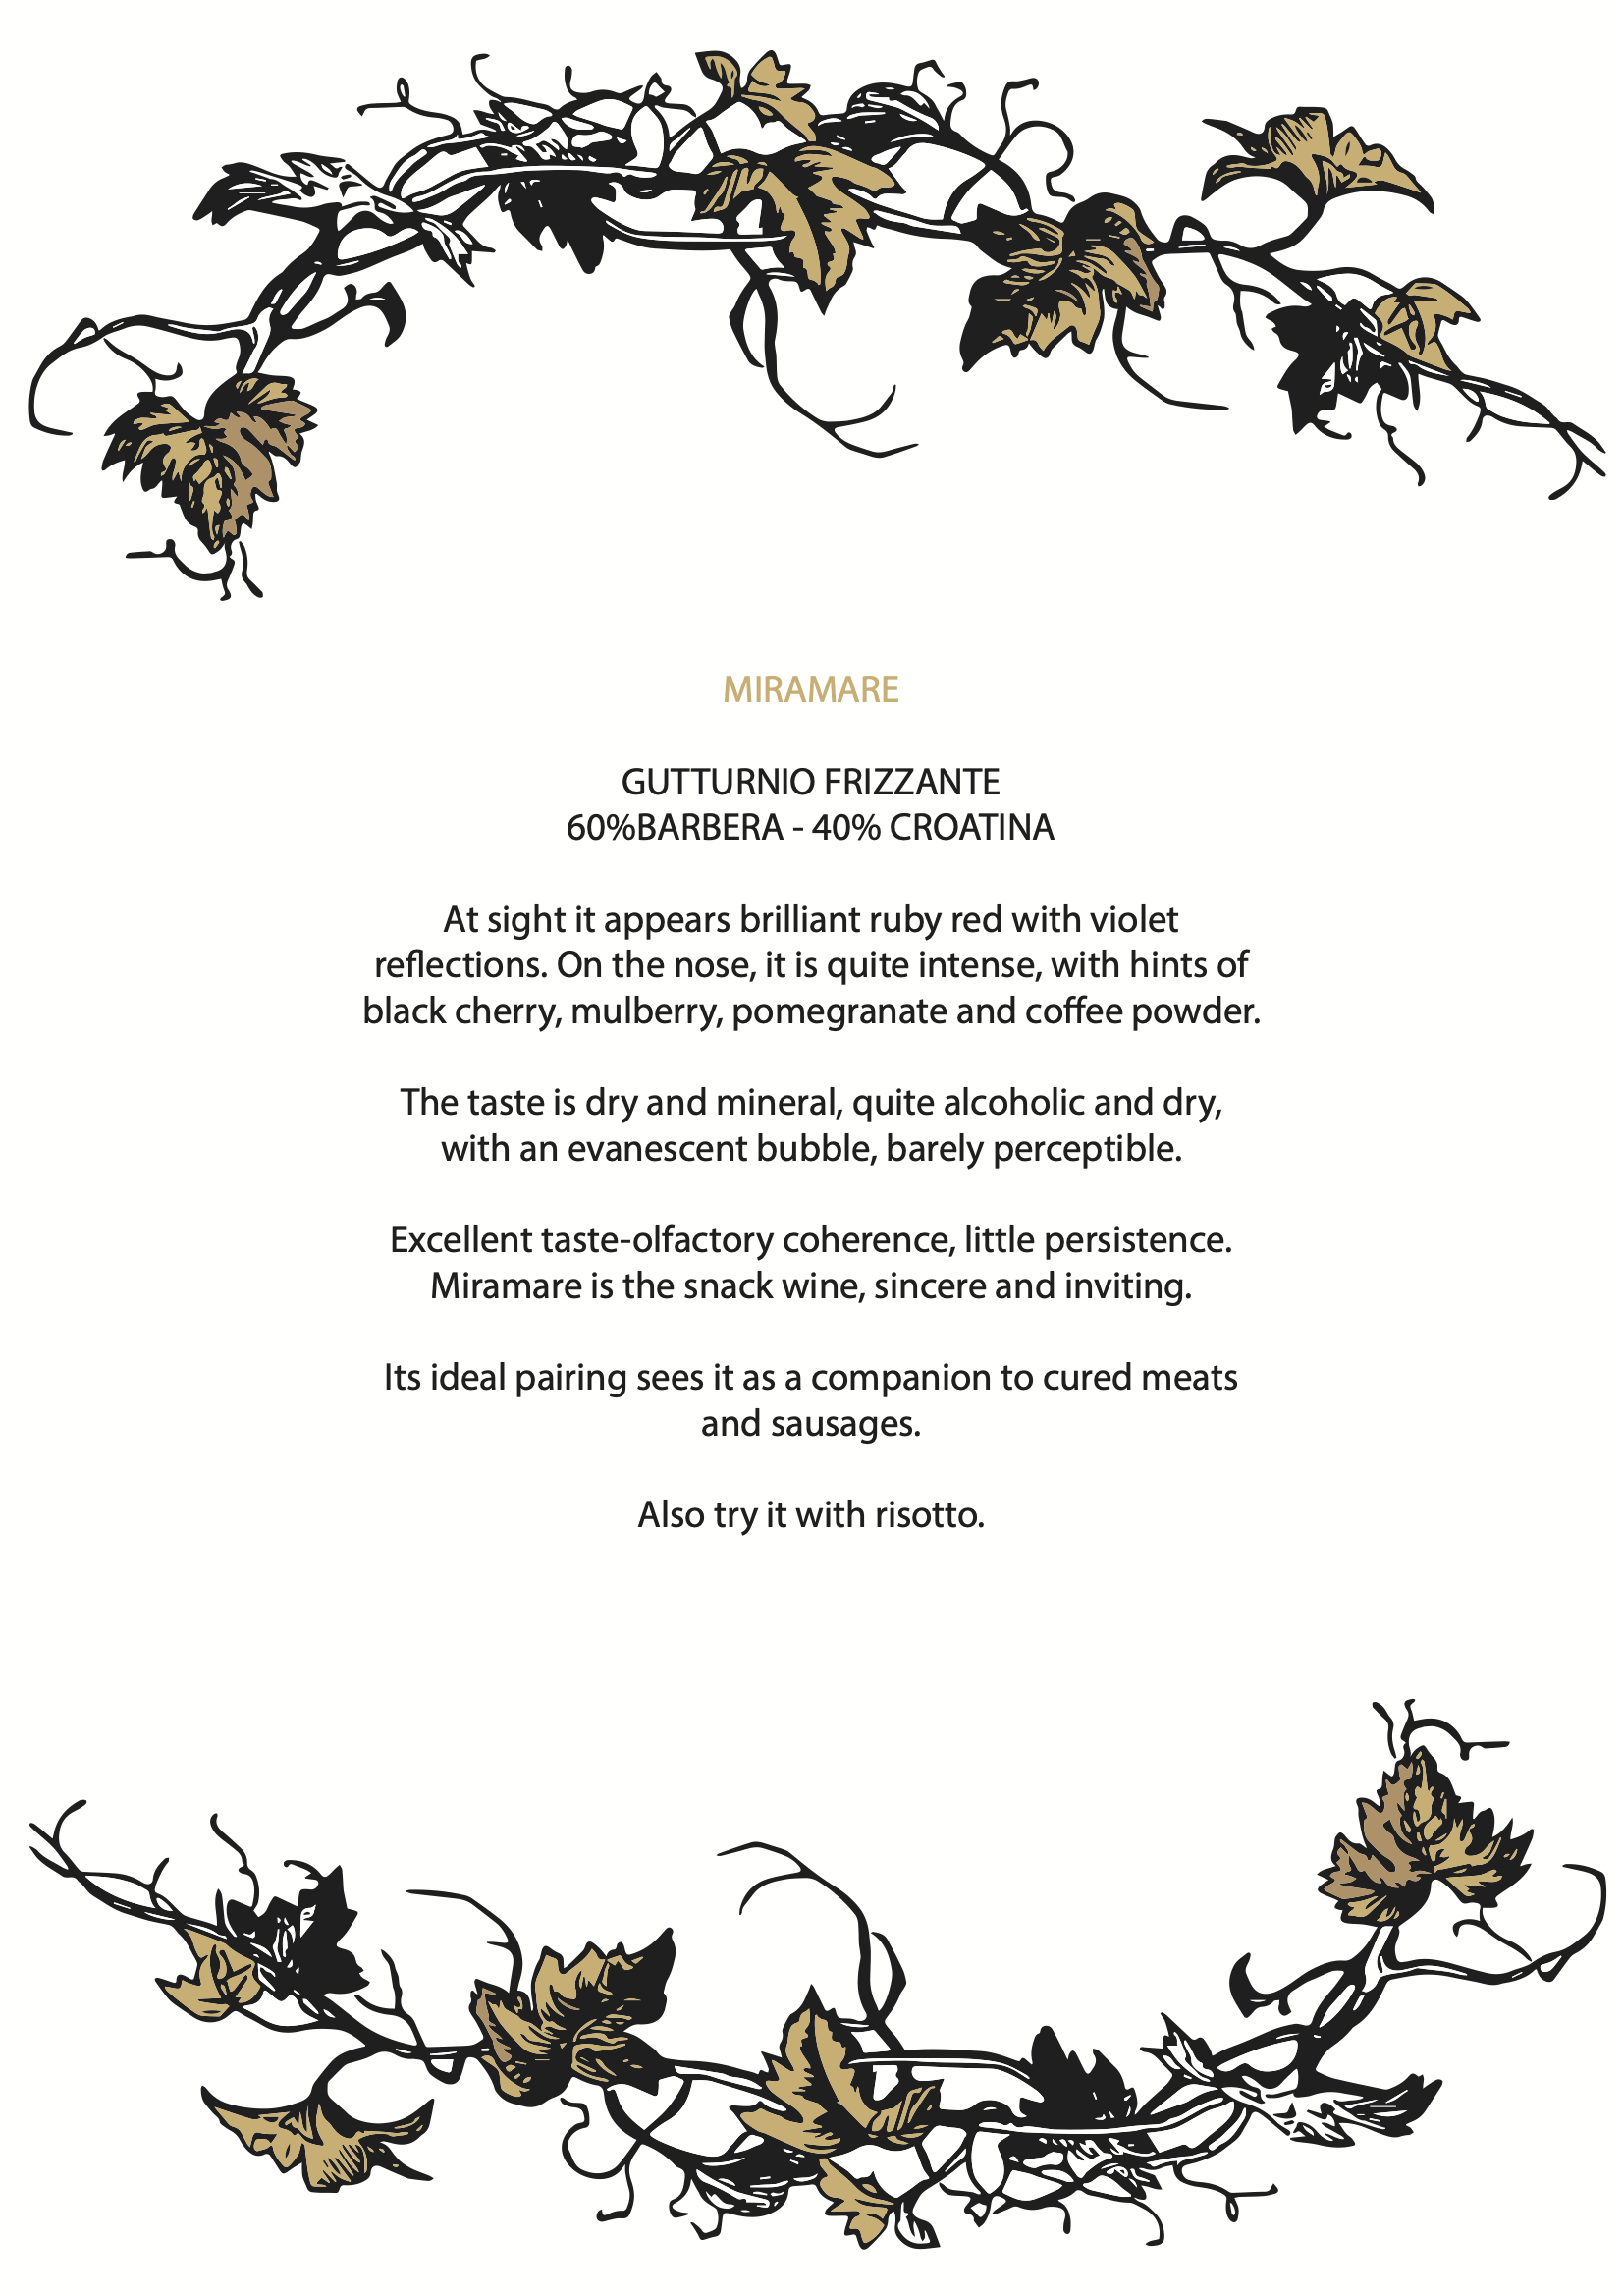 MIRAMARE
GUTTURNIO FRIZZANTE
60%BARBERA - 40% CROATINA
At sight it appears brilliant ruby red with violet
reflections. On the nose, it is quite intense, with hints of
black cherry, mulberry, pomegranate and coffee powder.
The taste is dry and mineral, quite alcoholic and dry,
with an evanescent bubble, barely perceptible.
Excellent taste-olfactory coherence, little persistence.
Miramare is the snack wine, sincere and inviting.
Its ideal pairing sees it as a companion to cured meats
and sausages.
Also try it with risotto.